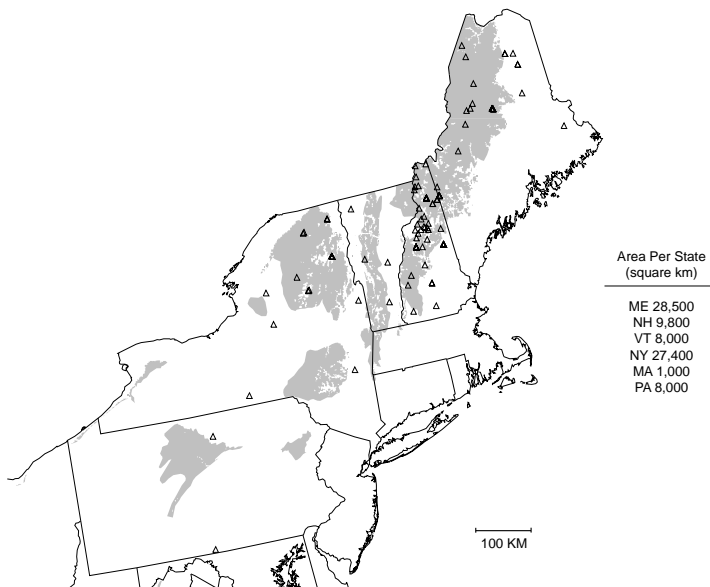 Area Per State
(square km)
ME 28,500
NH 9,800
VT 8,000
NY 27,400
MA 1,000
PA 8,000
100 KM